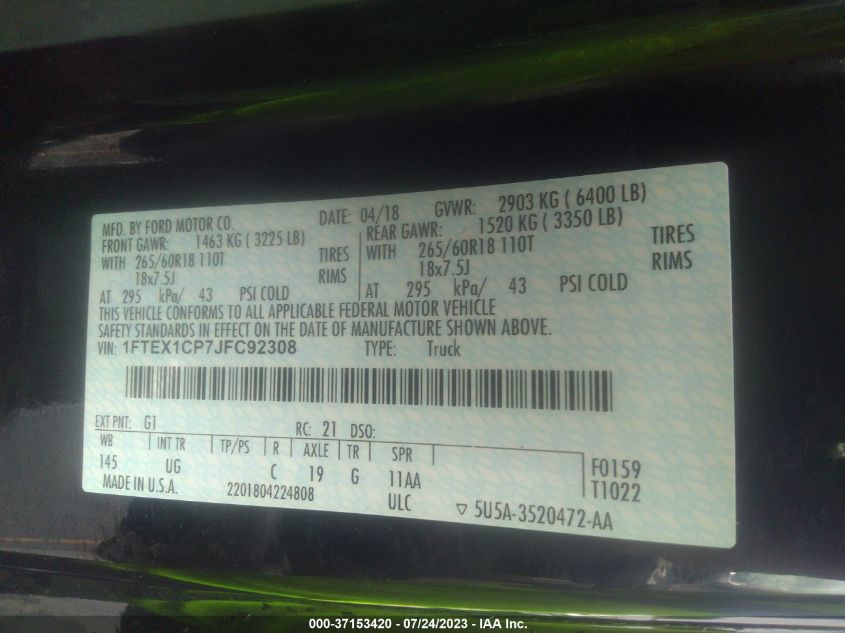 MFD. BY FORD MOTOR CO. DATE: 04/18 GVWR: 2903 KG ( 6400 LB)
FRONT GAWR: 1463 KG ( 3225 LB) REAR GAWR: 1520 KG ( 3350 LB)
WITH 265/60R18 110T TIRES WITH 265/60R18 110T TIRES
18x7.5J RIMS 18x7.5J RIMS
AT 295 kPa/ 43 PSI COLD AT 295 kPa/ 43 PSI COLD
THIS VEHICLE CONFORMS TO ALL APPLICABLE FEDERAL MOTOR VEHICLE
SAFETY STANDARDS IN EFFECT ON THE DATE OF MANUFACTURE SHOWN ABOVE.
VIN: 1FTEX1CP7JFC92308 TYPE: Truck
EXT PNT: G1 RC: 21 DSO:
WB INT TR TP/PS R AXLE TR SPR
145 UG C 19 G 11AA F0159
MADE IN U.S.A. 2201804224808 ULC T1022
▽ 5U5A-3520472-AA
000-37153420 - 07/24/2023 - IAA Inc.